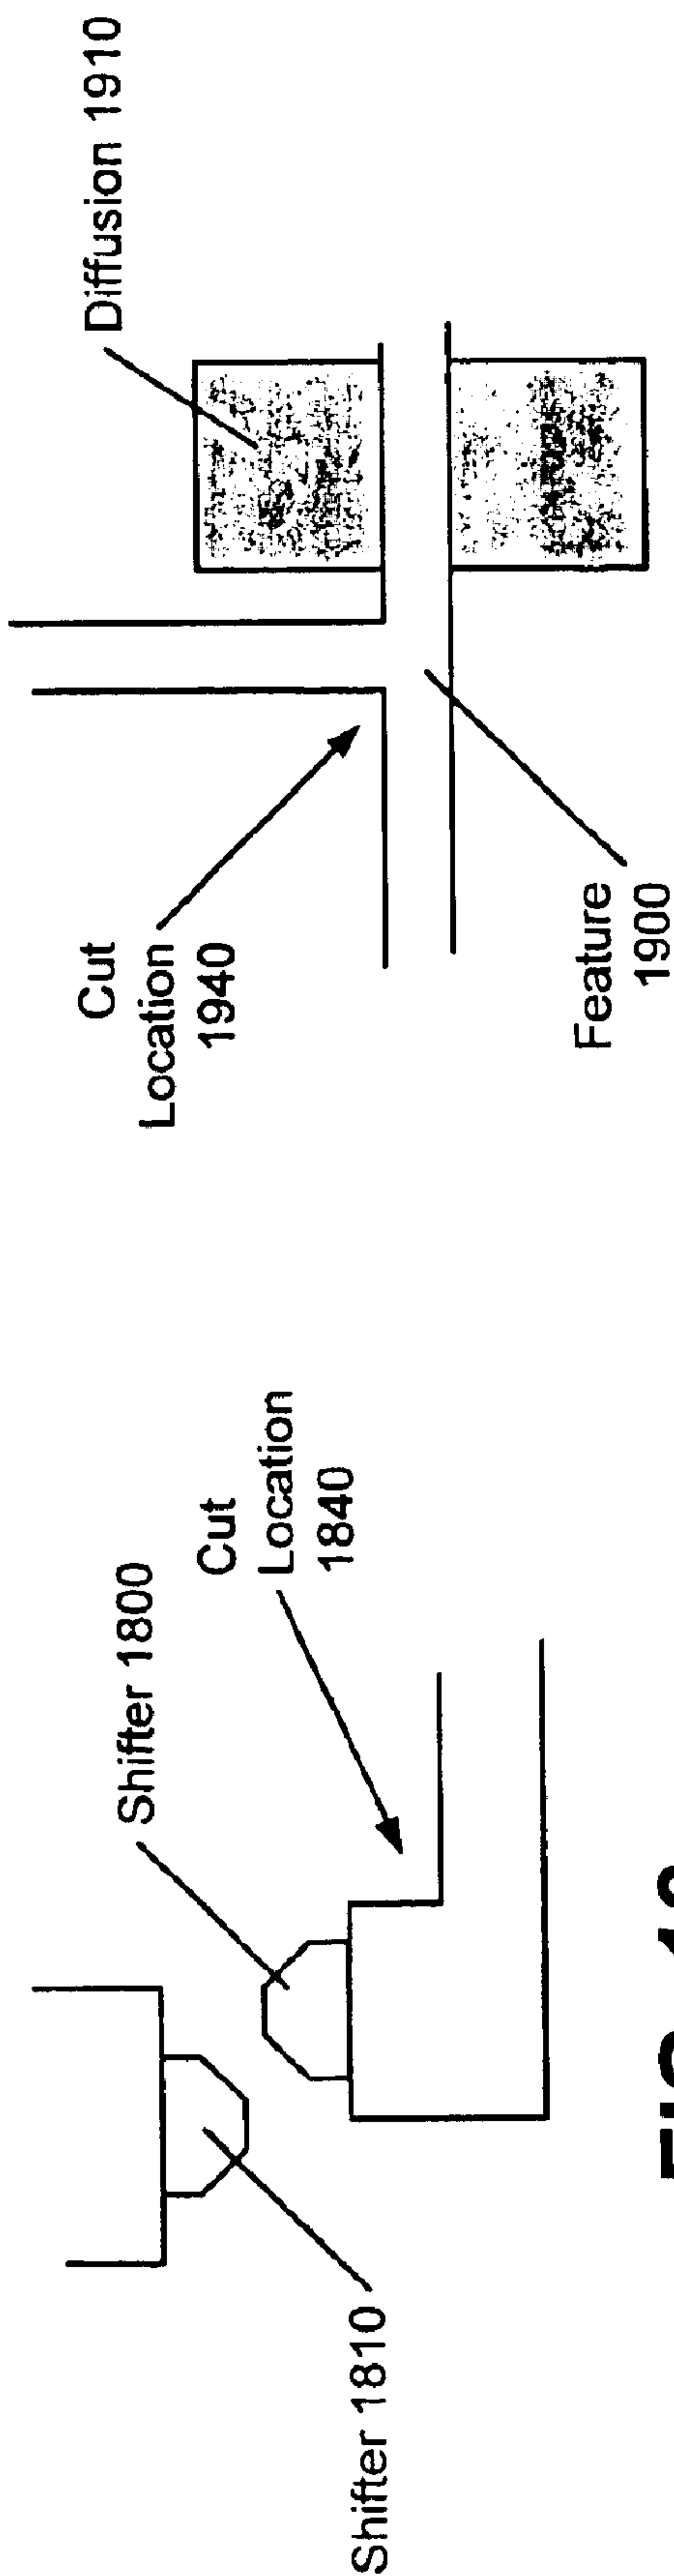 Shifter 1800
Cut
Location
1840
Shifter 1810
Diffusion 1910
Cut
Location
1940
Feature
1900